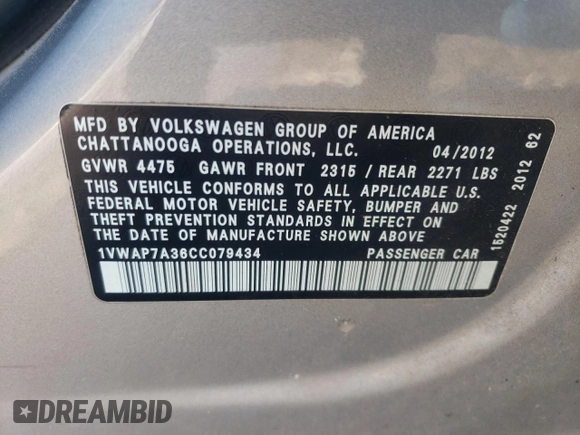 MFD BY VOLKSWAGEN GROUP OF AMERICA
CHATTANOOGA OPERATIONS, LLC. 04/2012
GVWR 4475 GAWR FRONT 2315 / REAR 2271 LBS
THIS VEHICLE CONFORMS TO ALL APPLICABLE U.S.
FEDERAL MOTOR VEHICLE SAFETY, BUMPER AND
THEFT PREVENTION STANDARDS IN EFFECT ON
THE DATE OF MANUFACTURE SHOWN ABOVE
1VWAP7A36CC079434 PASSENGER CAR
1520422 2012 62
DREAMBID